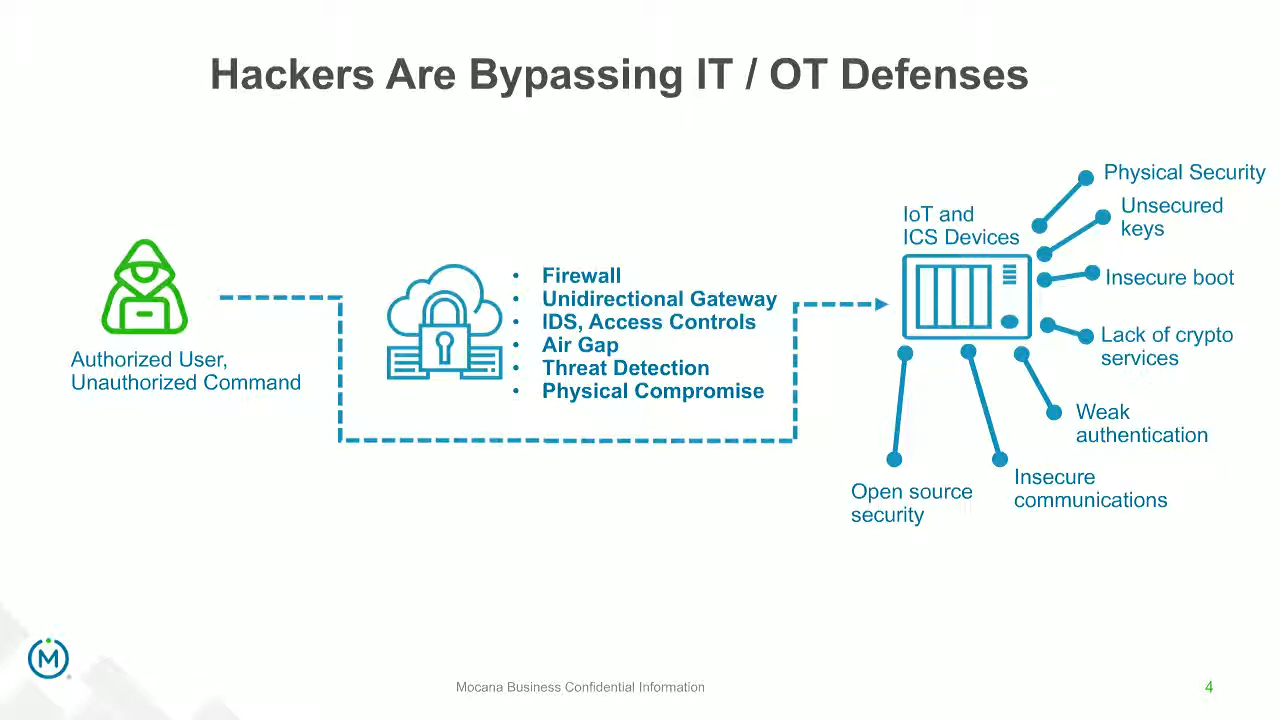 Hackers Are Bypassing IT / OT Defenses
Authorized User,
Unauthorized Command
• Firewall
• Unidirectional Gateway
• IDS, Access Controls
• Air Gap
• Threat Detection
• Physical Compromise
IoT and
ICS Devices
Physical Security
Unsecured
keys
Insecure boot
Lack of crypto
services
Weak
authentication
Insecure
communications
Open source
security
M
Mocana Business Confidential Information
4